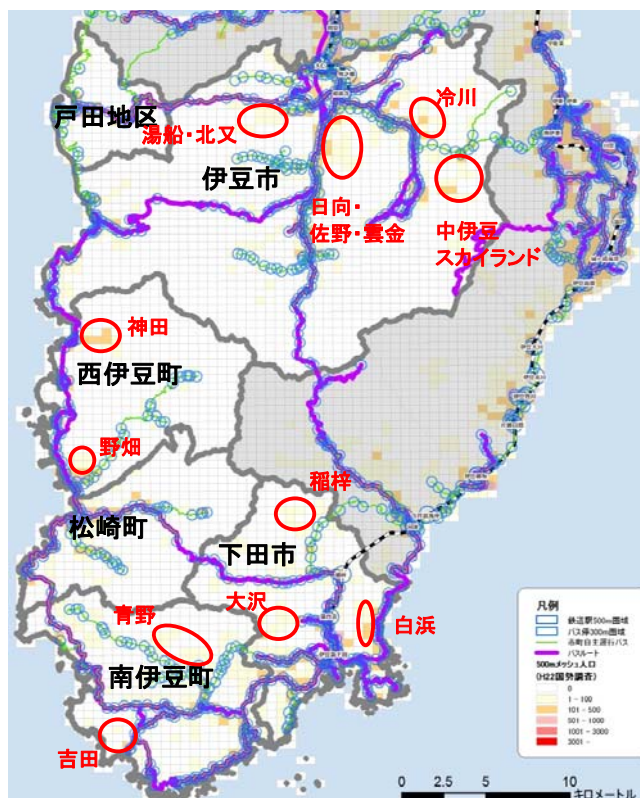 戸田地区
冷川
湯船・北又
伊豆市
日向・
佐野・雲金
中伊豆
スカイランド
神田
西伊豆町
野畑
稲梓
松崎町
下田市
大沢
青野
白浜
南伊豆町
吉田
凡例
鉄道駅500m圏域
バス停300m圏域
市町自主運行バス
バスルート
500mメッシュ人口
(H22国勢調査)
0
1 - 100
101 - 500
501 - 1000
1001 - 3000
3001 -
0 2.5 5 10
キロメートル